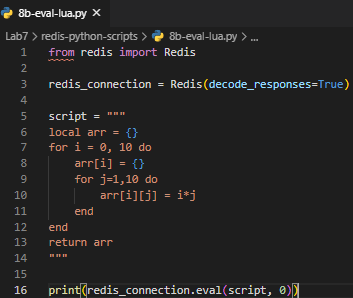 8b-eval-lua.py ×
Lab7 > redis-python-scripts > 8b-eval-lua.py > ...
1 from redis import Redis
2
3 redis_connection = Redis(decode_responses=True)
4
5 script = """
6 local arr = {}
7 for i = 0, 10 do
8     arr[i] = {}
9     for j=1,10 do
10         arr[i][j] = i*j
11     end
12 end
13 return arr
14 """
15
16 print(redis_connection.eval(script, 0))